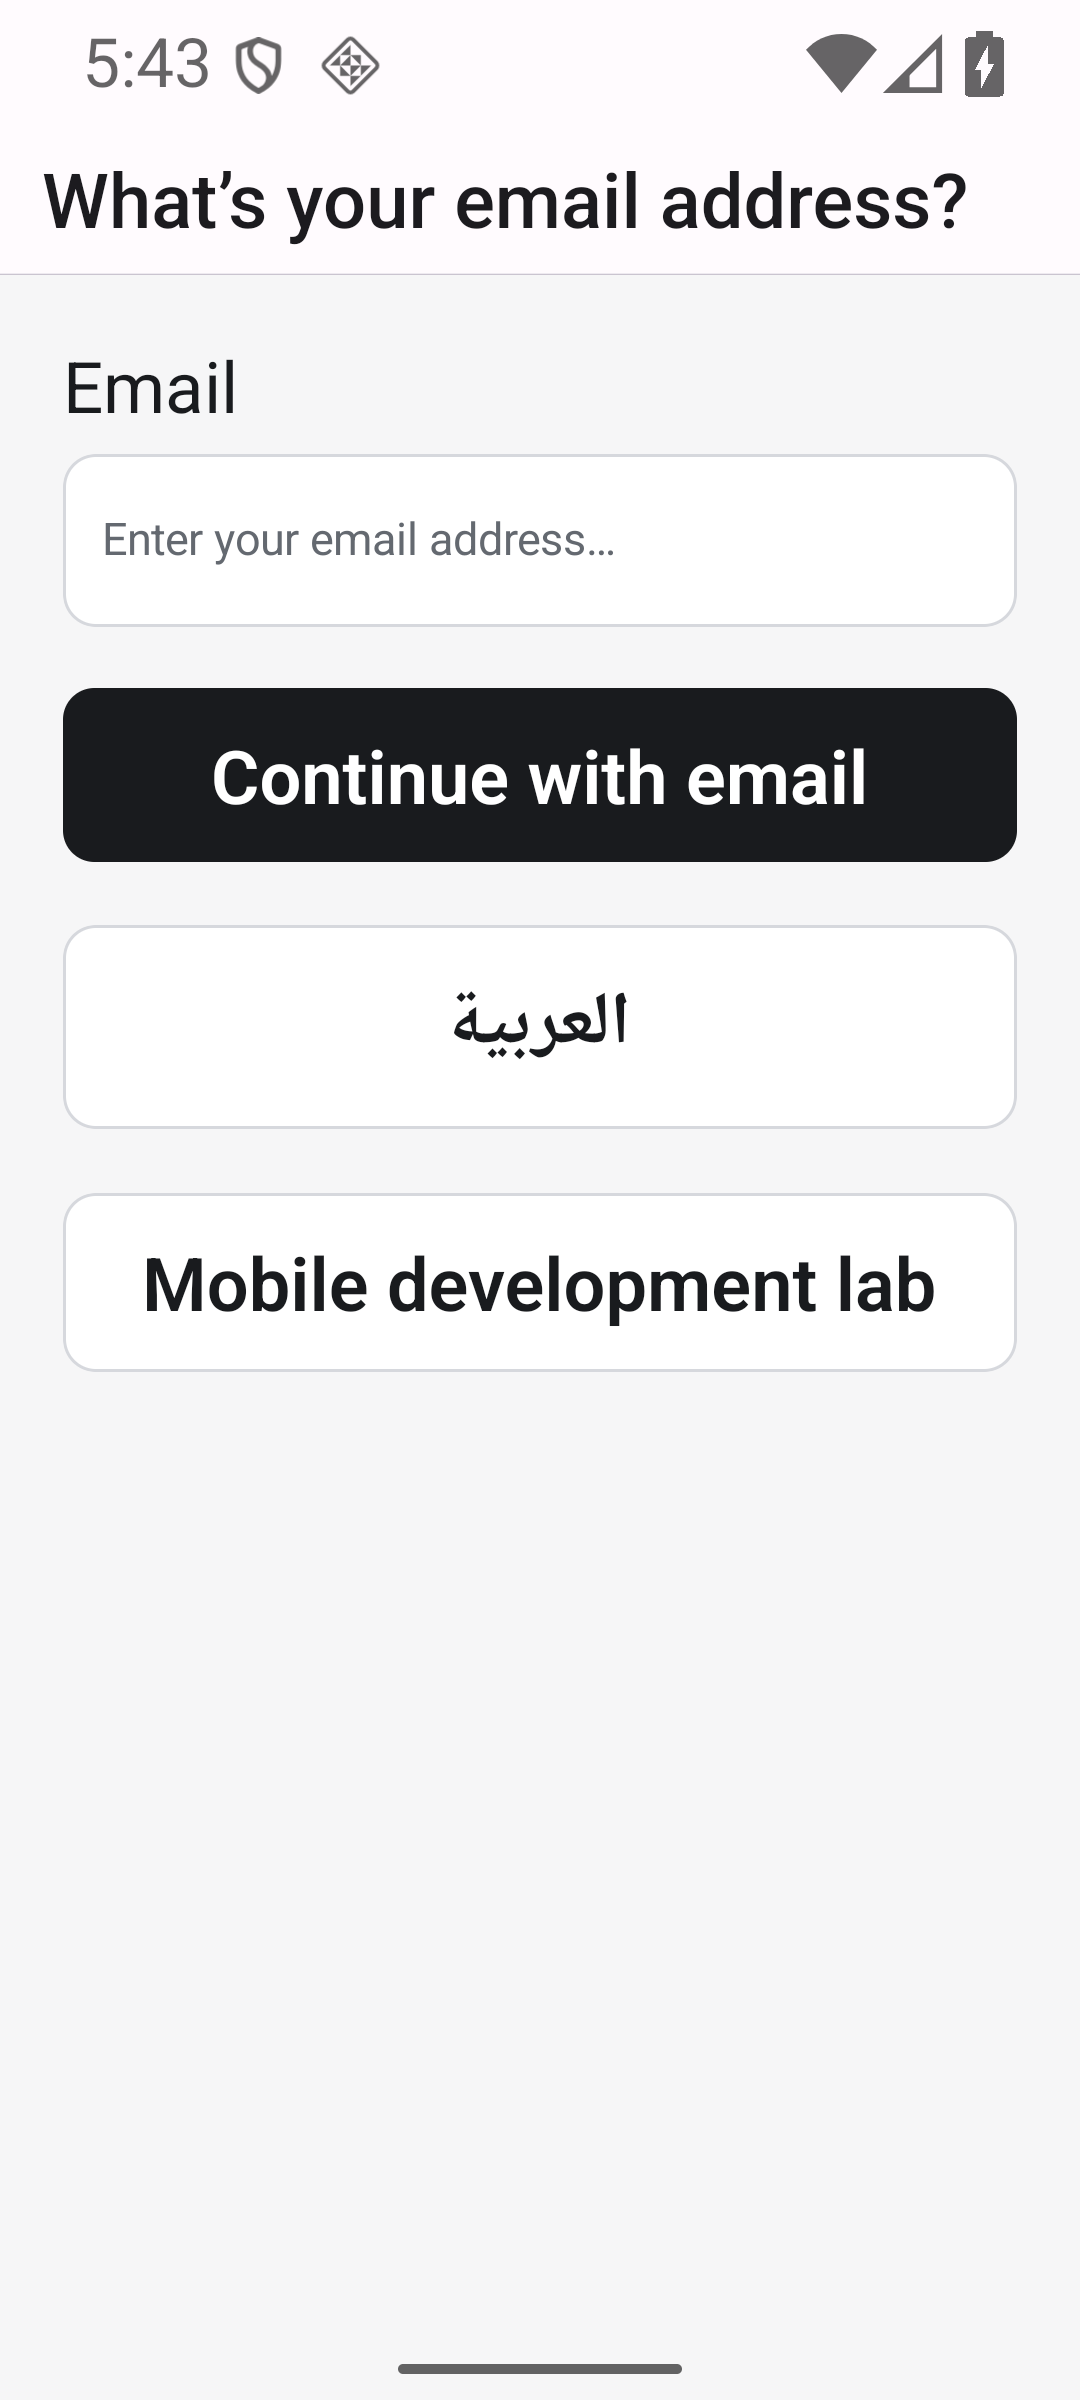 5:43
What’s your email address?
Email
Enter your email address...
Continue with email
العربية
Mobile development lab